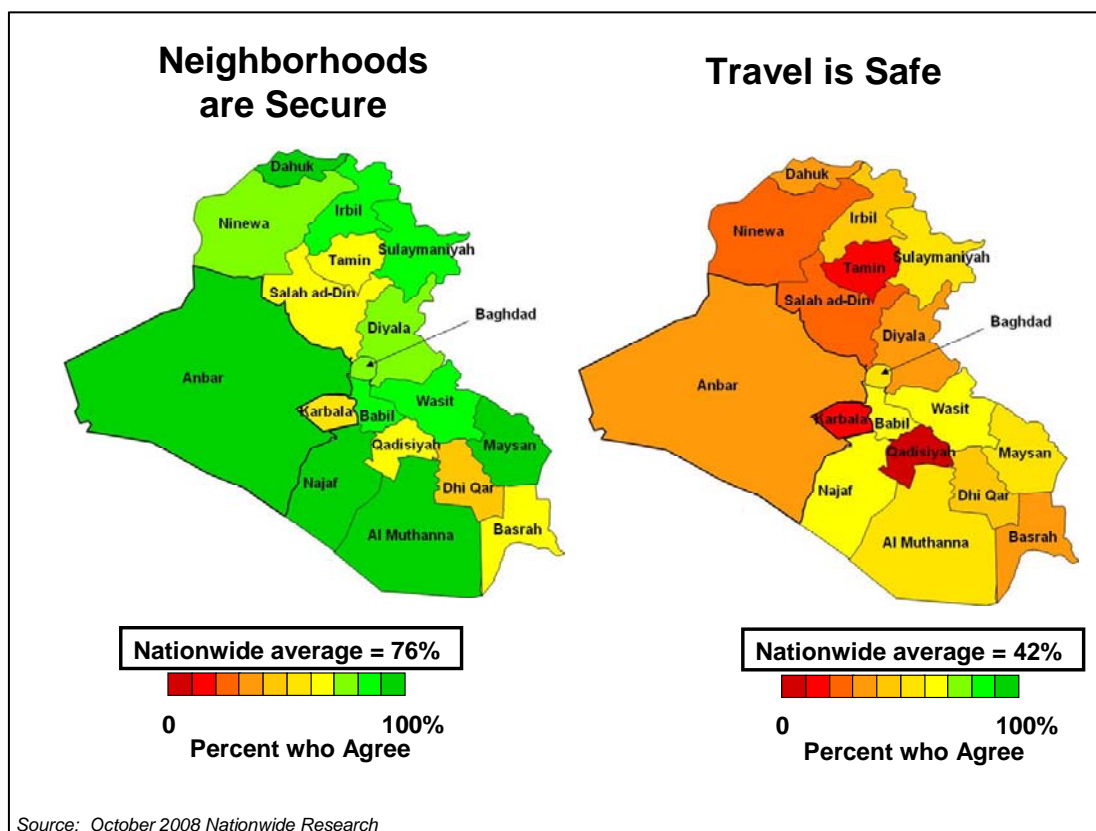 Neighborhoods
are Secure
Travel is Safe
Dahuk
Irbil
Ninewa
Sulaymaniyah
Tamin
Salah ad-Din
Baghdad
Diyala
Anbar
Wasit
Karbala
Babil
Qadisiyah
Maysan
Najaf
Dhi Qar
Basrah
Al Muthanna
Nationwide average = 76%
0 100%
Percent who Agree
Dahuk
Irbil
Ninewa
Sulaymaniyah
Tamin
Salah ad-Din
Baghdad
Diyala
Anbar
Wasit
Karbala
Babil
Qadisiyah
Maysan
Najaf
Dhi Qar
Basrah
Al Muthanna
Nationwide average = 42%
0 100%
Percent who Agree
Source: October 2008 Nationwide Research